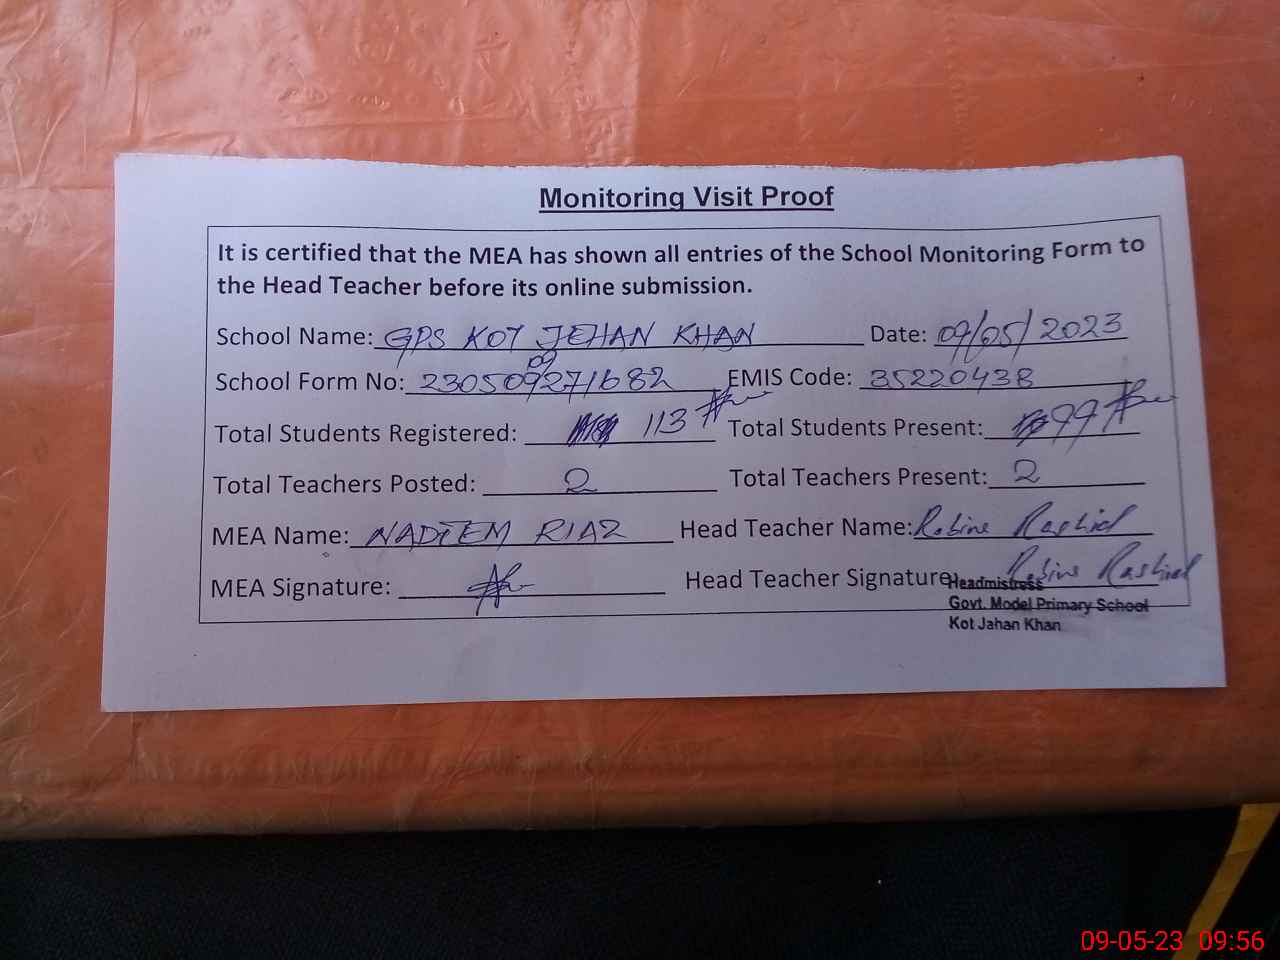 Monitoring Visit Proof
It is certified that the MEA has shown all entries of the School Monitoring Form to
the Head Teacher before its online submission.
School Name: GPS KOT JEHAN KHAN Date: 09/05/2023
09
School Form No: 230509271682 EMIS Code: 35220438
Total Students Registered: 113 Total Students Present: 99
Total Teachers Posted: 2 Total Teachers Present: 2
MEA Name: NADEEM RIAZ Head Teacher Name: Robine Rashid
MEA Signature: Head Teacher Signature: Robine Rashid
Headmistress
Govt. Model Primary School
Kot Jahan Khan
09-05-23 09:56